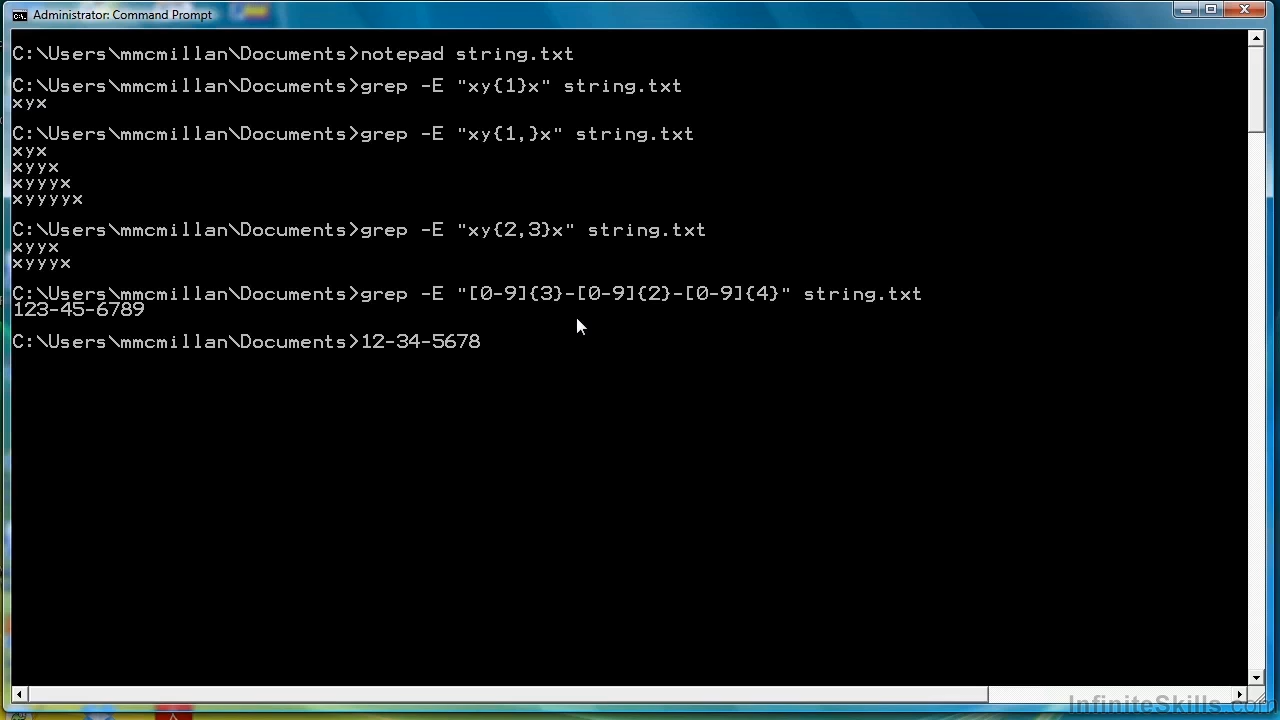 Administrator: Command Prompt
C:\Users\mmcmillan\Documents>notepad string.txt
C:\Users\mmcmillan\Documents>grep -E "xy{1}x" string.txt
xyx
C:\Users\mmcmillan\Documents>grep -E "xy{1,}x" string.txt
xyx
xyyx
xyyyx
xyyyyx
C:\Users\mmcmillan\Documents>grep -E "xy{2,3}x" string.txt
xyyx
xyyyx
C:\Users\mmcmillan\Documents>grep -E "[0-9]{3}-[0-9]{2}-[0-9]{4}" string.txt
123-45-6789
C:\Users\mmcmillan\Documents>12-34-5678
InfiniteSkills.com